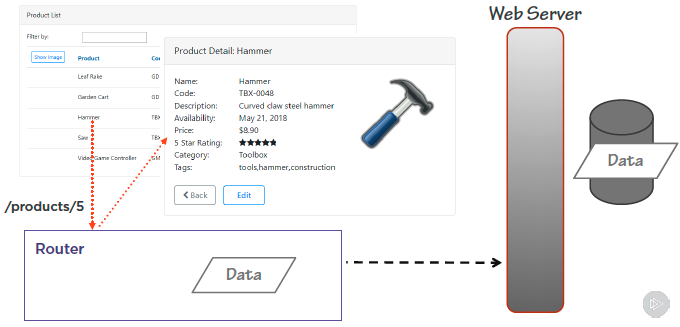 Product List
Filter by:
Show Image
Product
Leaf Rake
GD
Garden Cart
GD
Hammer
TBX
Saw
TBX
Video Game Controller
GM
Product Detail: Hammer
Name: Hammer
Code: TBX-0048
Description: Curved claw steel hammer
Availability: May 21, 2018
Price: $8.90
5 Star Rating:
Category: Toolbox
Tags: tools,hammer,construction
Back
Edit
/products/5
Router
Data
Web Server
Data